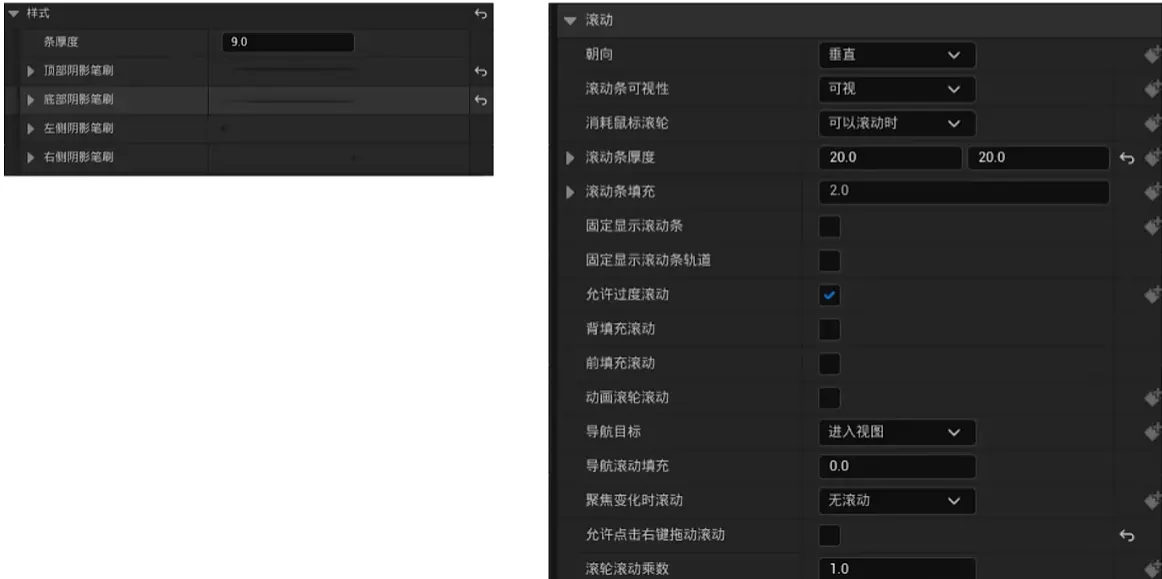 样式
条厚度 9.0
顶部阴影笔刷
底部阴影笔刷
左侧阴影笔刷
右侧阴影笔刷
滚动
朝向 垂直
滚动条可视性 可视
消耗鼠标滚轮 可以滚动时
滚动条厚度 20.0 20.0
滚动条填充 2.0
固定显示滚动条
固定显示滚动条轨道
允许过度滚动
背填充滚动
前填充滚动
动画滚轮滚动
导航目标 进入视图
导航滚动填充 0.0
聚焦变化时滚动 无滚动
允许点击右键拖动滚动
滚轮滚动乘数 1.0